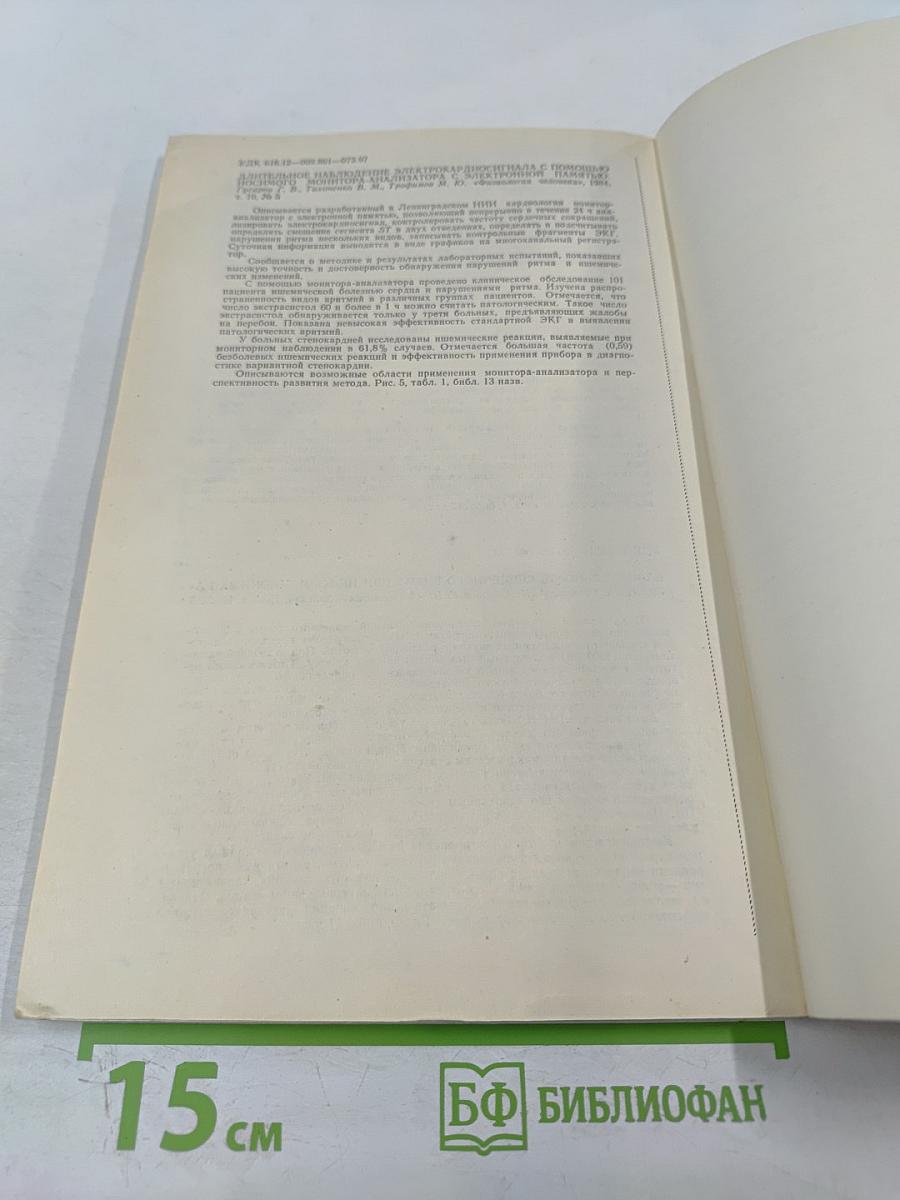 УДК 616.12—009.861—073.97
ДЛИТЕЛЬНОЕ НАБЛЮДЕНИЕ ЭЛЕКТРОКАРДИОСИГНАЛА С ПОМОЩЬЮ
НОСИМОГО МОНИТОРА-АНАЛИЗАТОРА С ЭЛЕКТРОННОЙ ПАМЯТЬЮ
Г. В., Тихоненко В. М., Трофимов М. Ю. «Физиология человека», 1984,
т. 10, № 5
Описывается разработанный в Ленинградском НИИ кардиологии монитор-
анализатор с электронной памятью, позволяющий непрерывно в течение 24 ч ана-
лизировать электрокардиосигнал, контролировать частоту сердечных сокращений,
определять смещение сегмента ST в двух отведениях, определять и подсчитывать
нарушения ритма нескольких видов, записывать контрольные фрагменты ЭКГ.
Суточная информация выводится в виде графиков на многоканальный регистра-
тор.
Сообщается о методике и результатах лабораторных испытаний, показавших
высокую точность и достоверность обнаружения нарушений ритма и ишемиче-
ских изменений.
С помощью монитора-анализатора проведено клиническое обследование 101
пациента ишемической болезнью сердца и нарушениями ритма. Изучена распро-
страненность видов аритмий в различных группах пациентов. Отмечается, что
число экстрасистол 60 и более в 1 ч можно считать патологическим. Такое число
экстрасистол обнаруживается только у трети больных, предъявляющих жалобы
на перебои. Показана невысокая эффективность стандартной ЭКГ в выявлении
патологических аритмий.
У больных стенокардией исследованы ишемические реакции, выявляемые при
мониторном наблюдении в 61,8% случаев. Отмечается большая частота (0,59)
безболевых ишемических реакций и эффективность применения прибора в диагно-
стике вариантной стенокардии.
Описываются возможные области применения монитора-анализатора и пер-
спективность развития метода. Рис. 5, табл. 1, библ. 13 назв.
15 см
БФ БИБЛИОФАН